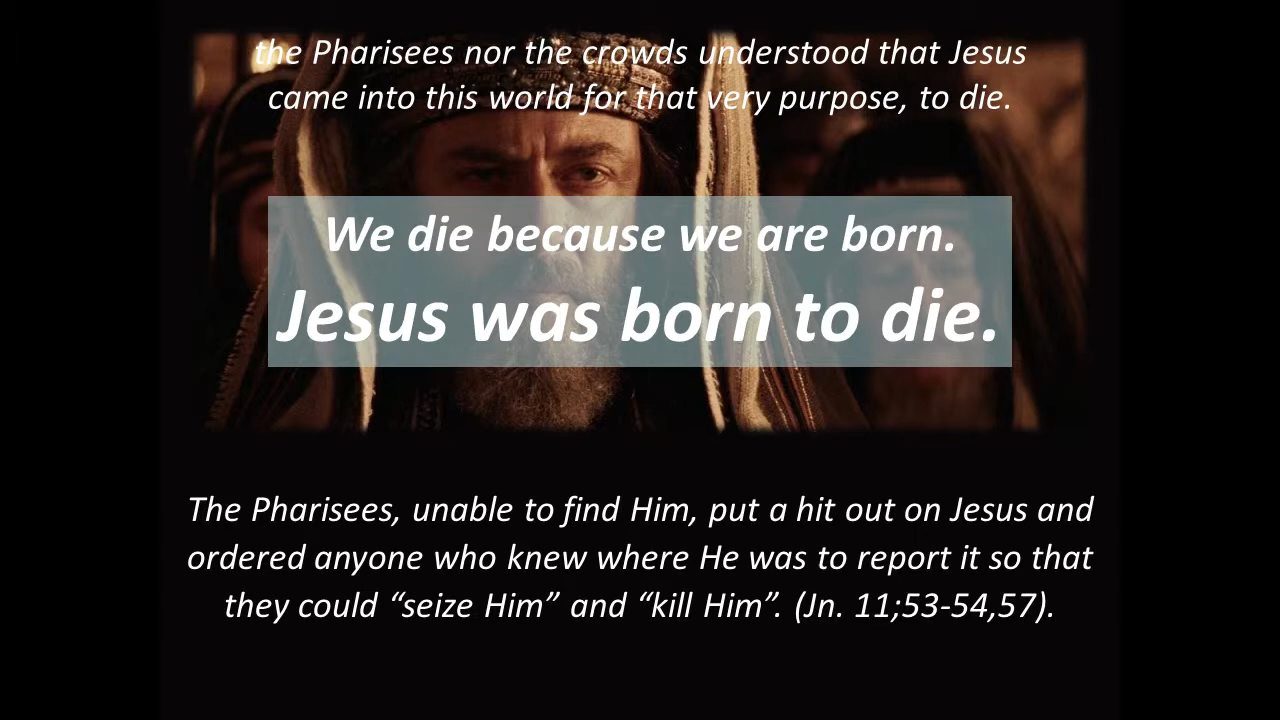 the Pharisees nor the crowds understood that Jesus
came into this world for that very purpose, to die.
We die because we are born.
Jesus was born to die.
The Pharisees, unable to find Him, put a hit out on Jesus and
ordered anyone who knew where He was to report it so that
they could “seize Him” and “kill Him”. (Jn. 11;53-54,57).